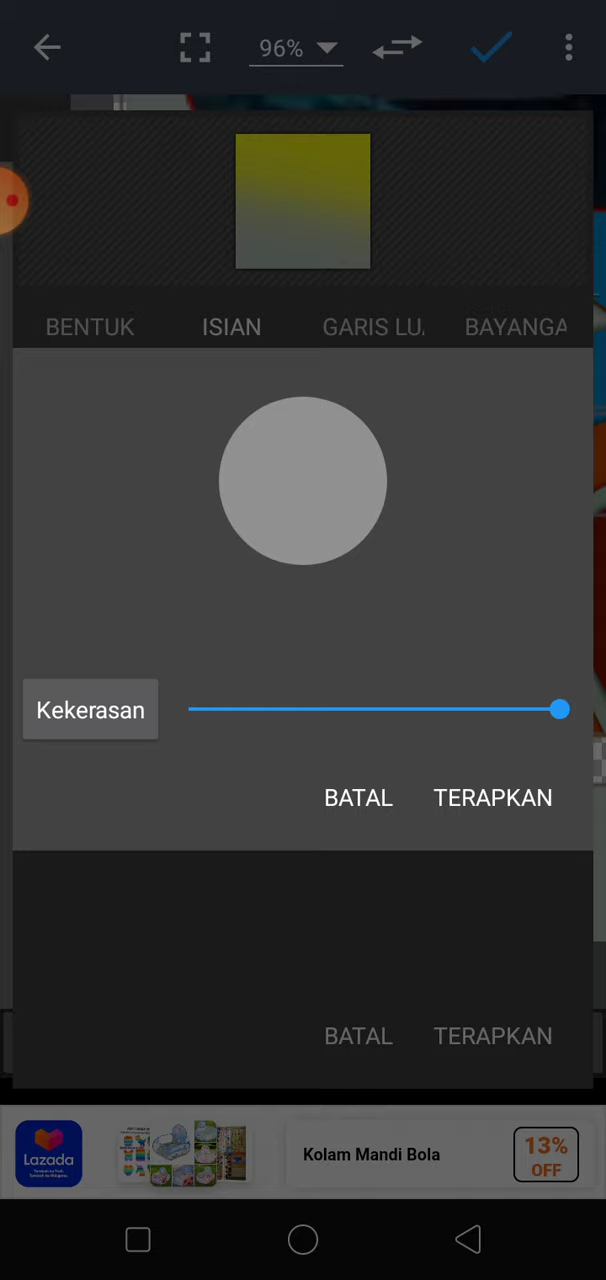 96%
BENTUK ISIAN GARIS LU. BAYANGA
Kekerasan
BATAL TERAPKAN
BATAL TERAPKAN
Lazada
Kolam Mandi Bola
13%
OFF